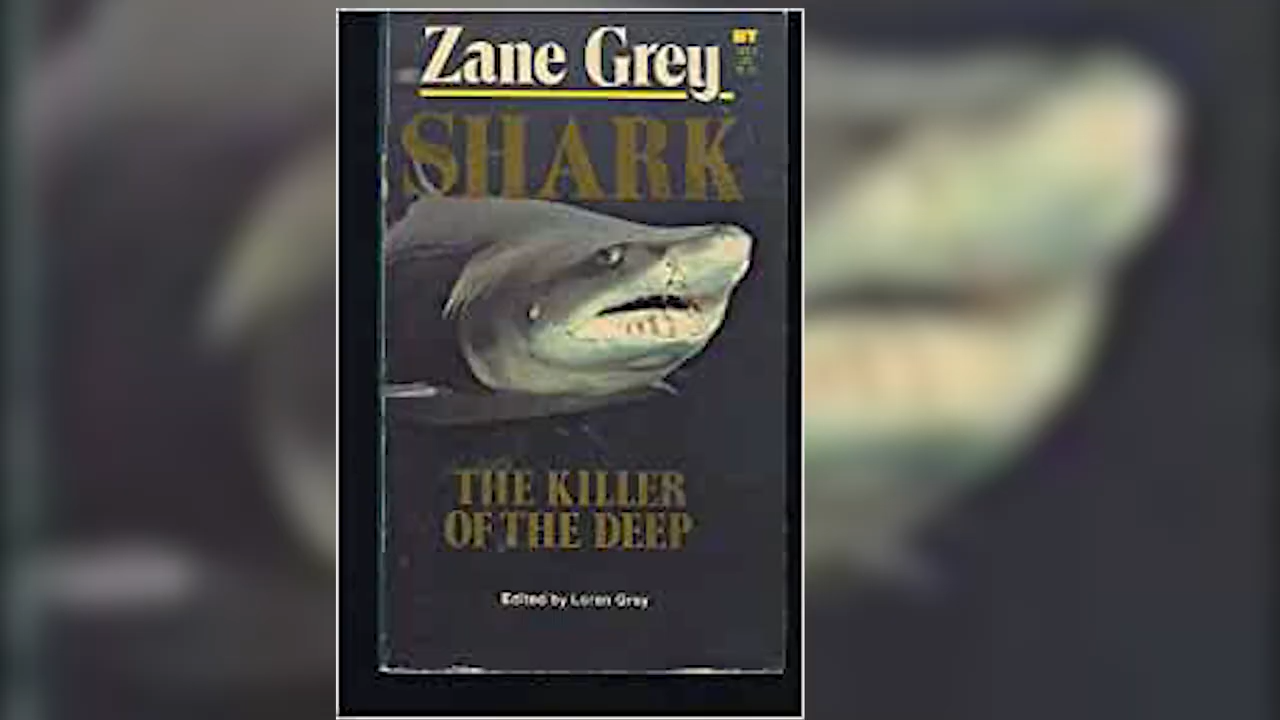 Zane Grey
SHARK
THE KILLER
OF THE DEEP
Edited by Loren Grey